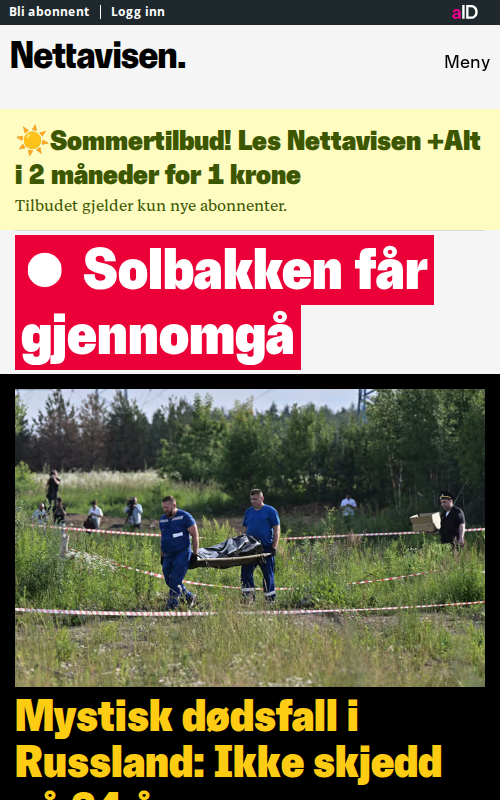 Bli abonnent Logg inn aID
Nettavisen.
Meny
Sommertilbud! Les Nettavisen +Alt
i 2 måneder for 1 krone
Tilbudet gjelder kun nye abonnenter.
Solbakken får
gjennomgå
Mystisk dødsfall i
Russland: Ikke skjedd